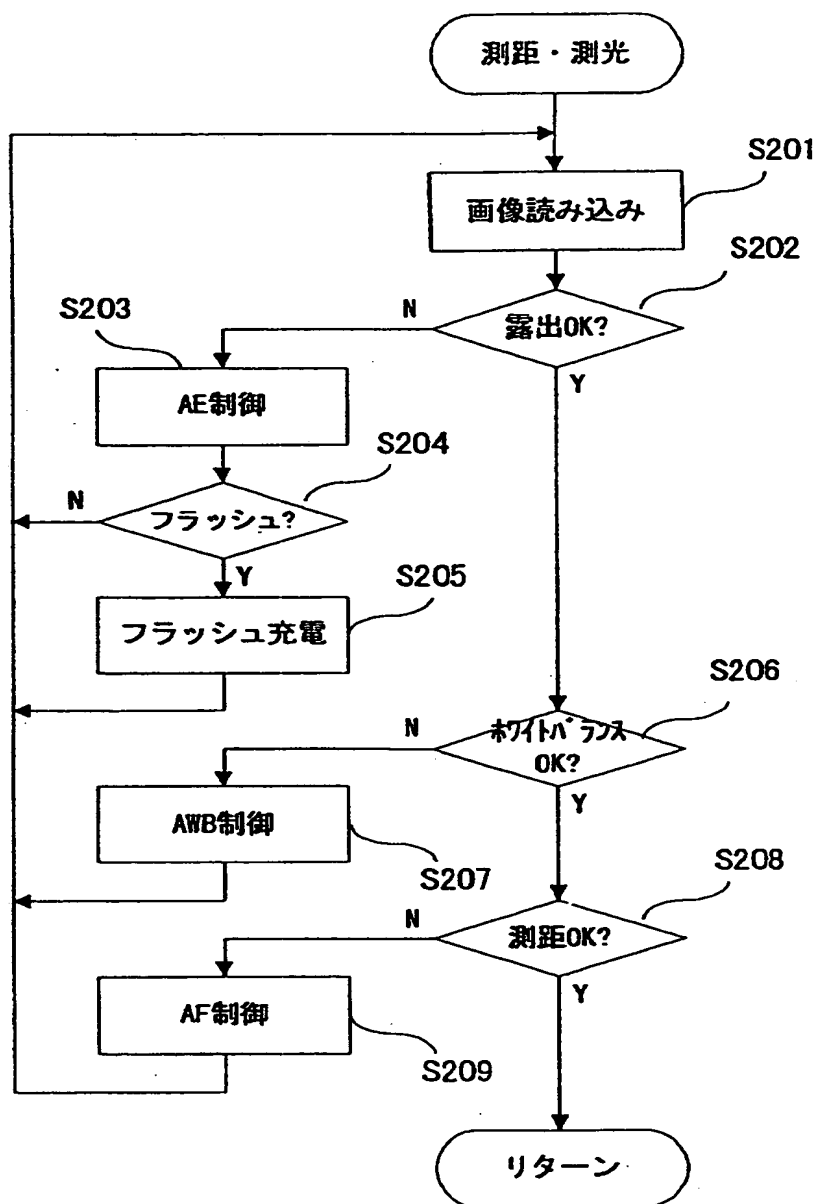 測距・測光
S201
画像読み込み
S202
露出OK?
N
Y
S203
AE制御
S204
フラッシュ?
N
Y
S205
フラッシュ充電
S206
ホワイトバランス
OK?
N
Y
AWB制御
S207
S208
測距OK?
N
Y
AF制御
S209
リターン